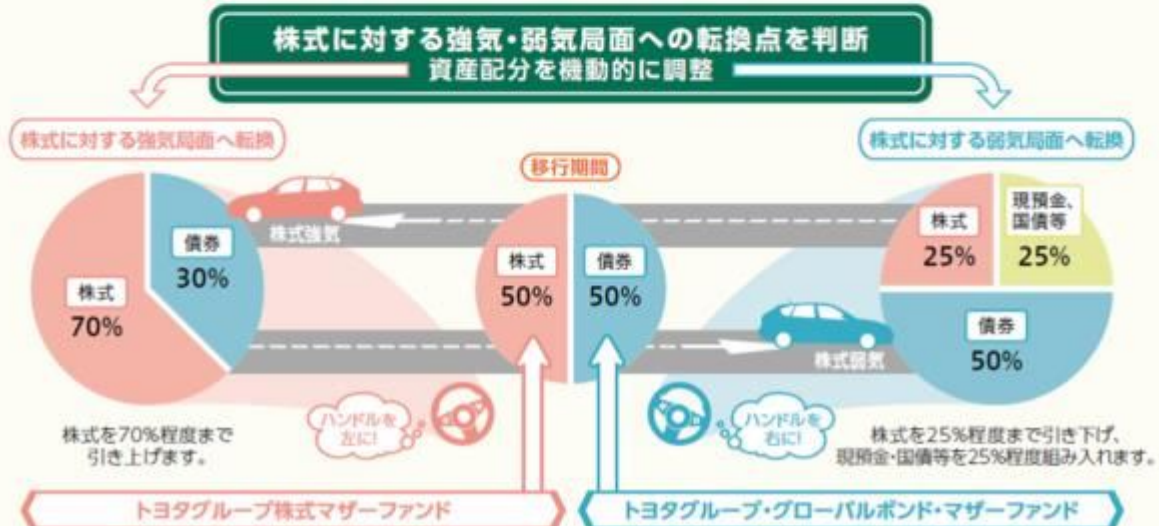 株式に対する強気・弱気局面への転換点を判断
資産配分を機動的に調整
株式に対する強気局面へ転換
株式に対する弱気局面へ転換
移行期間
株式
70%
債券
30%
株式強気
株式
50%
債券
50%
株式
25%
現預金、
国債等
25%
債券
50%
株式弱気
ハンドルを
左に!
ハンドルを
右に!
株式を70%程度まで
引き上げます。
株式を25%程度まで引き下げ、
現預金・国債等を25%程度組み入れます。
トヨタグループ株式マザーファンド
トヨタグループ・グローバルボンド・マザーファンド